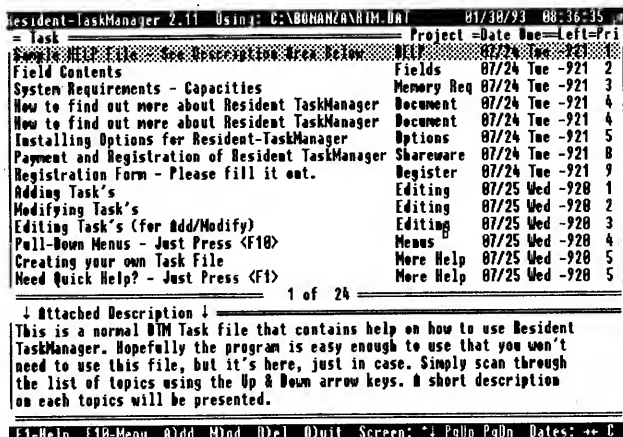 Resident-TaskManager 2.11 Using: C:\BONANZA\RTM.DAT 01/30/93 08:36:35 pm
= Task = Project =Date Due==Left=Pri
Sample HELP File - See Description Area Below HELP 07/24 Tue -921 1
Field Contents Fields 07/24 Tue -921 2
System Requirements - Capacities Memory Req 07/24 Tue -921 3
How to find out more about Resident TaskManager Document 07/24 Tue -921 4
How to find out more about Resident TaskManager Document 07/24 Tue -921 4
Installing Options for Resident-TaskManager Options 07/24 Tue -921 5
Payment and Registration of Resident TaskManager Shareware 07/24 Tue -921 8
Registration Form - Please fill it out. Register 07/24 Tue -921 9
Adding Task's Editing 07/25 Wed -920 1
Modifying Task's Editing 07/25 Wed -920 2
Editing Task's (for Add/Modify) Editing 07/25 Wed -920 3
Pull-Down Menus - Just Press <F10> Menus 07/25 Wed -920 4
Creating your own Task File More Help 07/25 Wed -920 5
Need Quick Help? - Just Press <F1> More Help 07/25 Wed -920 5
1 of 24
↓ Attached Description ↓
This is a normal RTM Task file that contains help on how to use Resident
TaskManager. Hopefully the program is easy enough to use that you won't
need to use this file, but it's here, just in case. Simply scan through
the list of topics using the Up & Down arrow keys. A short description
on each topics will be presented.
F1-Help F10-Menu A)dd M)od D)el Q)uit Screen: ↑↓ PgUp PgDn Dates: →← C